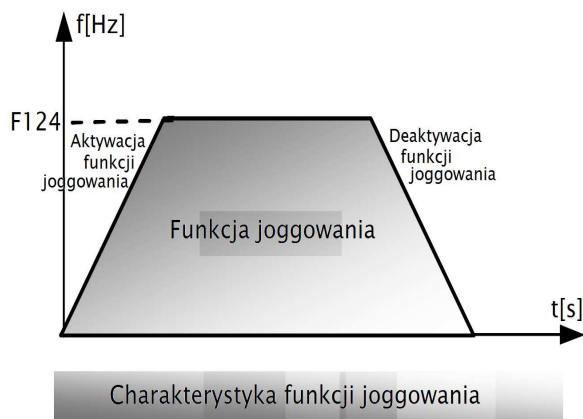 f[Hz]
F124
Aktywacja
funkcji
joggowania
Deaktywacja
funkcji
joggowania
Funkcja joggowania
t[s]
Charakterystyka funkcji joggowania